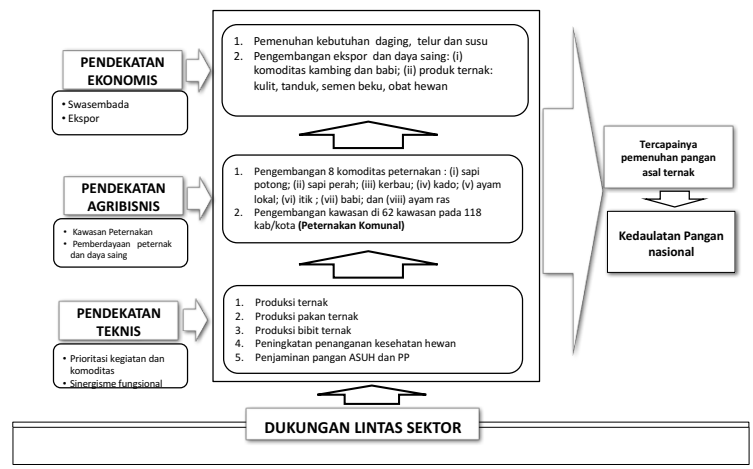 PENDEKATAN
EKONOMIS
• Swasembada
• Ekspor
1. Pemenuhan kebutuhan daging, telur dan susu
2. Pengembangan ekspor dan daya saing: (i)
komoditas kambing dan babi; (ii) produk ternak:
kulit, tanduk, semen beku, obat hewan
PENDEKATAN
AGRIBISNIS
• Kawasan Peternakan
• Pemberdayaan peternak
dan daya saing
1. Pengembangan 8 komoditas peternakan : (i) sapi
potong; (ii) sapi perah; (iii) kerbau; (iv) kado; (v) ayam
lokal; (vi) itik ; (vii) babi; dan (viii) ayam ras
2. Pengembangan kawasan di 62 kawasan pada 118
kab/kota (Peternakan Komunal)
PENDEKATAN
TEKNIS
• Prioritasi kegiatan dan
komoditas
• Sinergisme fungsional
1. Produksi ternak
2. Produksi pakan ternak
3. Produksi bibit ternak
4. Peningkatan penanganan kesehatan hewan
5. Penjaminan pangan ASUH dan PP
Tercapainya
pemenuhan pangan
asal ternak
Kedaulatan Pangan
nasional
DUKUNGAN LINTAS SEKTOR